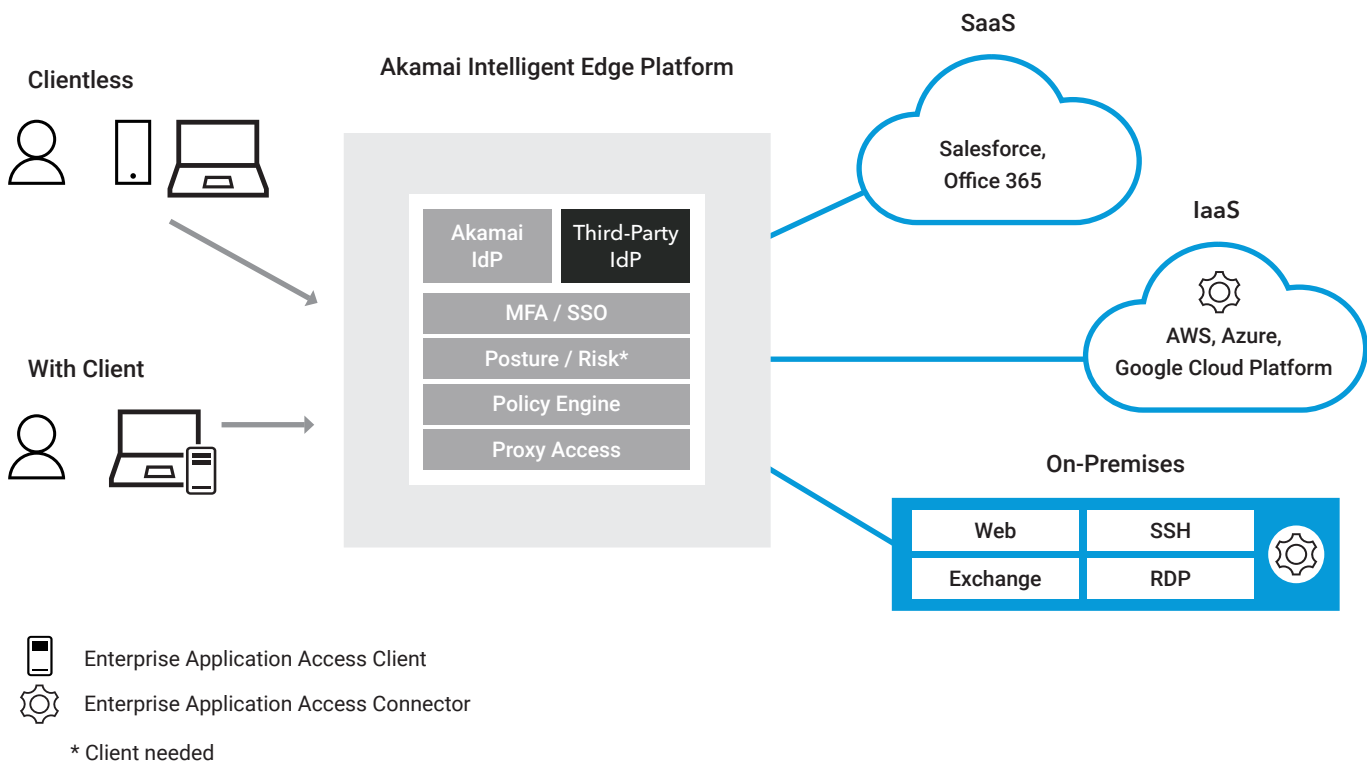 SaaS
Akamai Intelligent Edge Platform
Clientless
Salesforce,
Office 365
IaaS
Akamai
IdP
Third-Party
IdP
MFA / SSO
Posture / Risk*
Policy Engine
Proxy Access
AWS, Azure,
Google Cloud Platform
With Client
On-Premises
Web
SSH
Exchange
RDP
Enterprise Application Access Client
Enterprise Application Access Connector
* Client needed